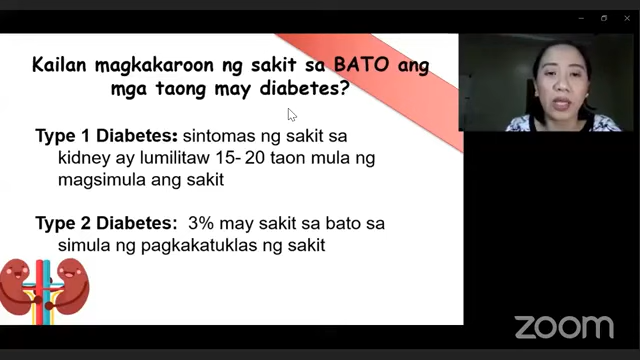 Kailan magkakaroon ng sakit sa BATO ang
mga taong may diabetes?
Type 1 Diabetes: sintomas ng sakit sa
kidney ay lumilitaw 15- 20 taon mula ng
magsimula ang sakit
Type 2 Diabetes: 3% may sakit sa bato sa
simula ng pagkakatuklas ng sakit
zoom